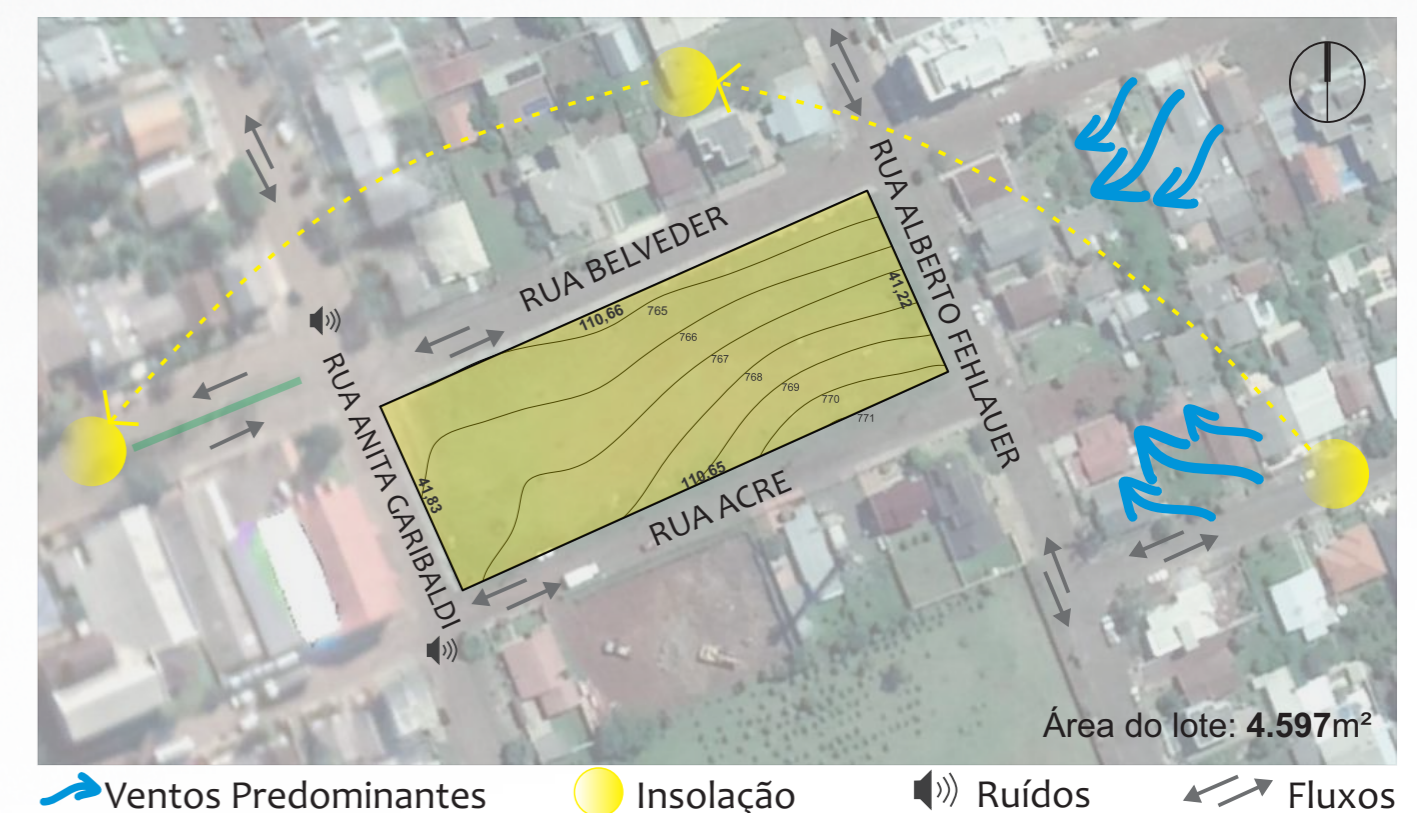 RUA BELVEDER
RUA ALBERTO FEHLAUER
110,66
765
766
767
768
769
770
771
41,22
41,83
110,65
RUA ANITA GARIBALDI
RUA ACRE
Área do lote: 4.597m²
Ventos Predominantes
Insolação
Ruídos
Fluxos